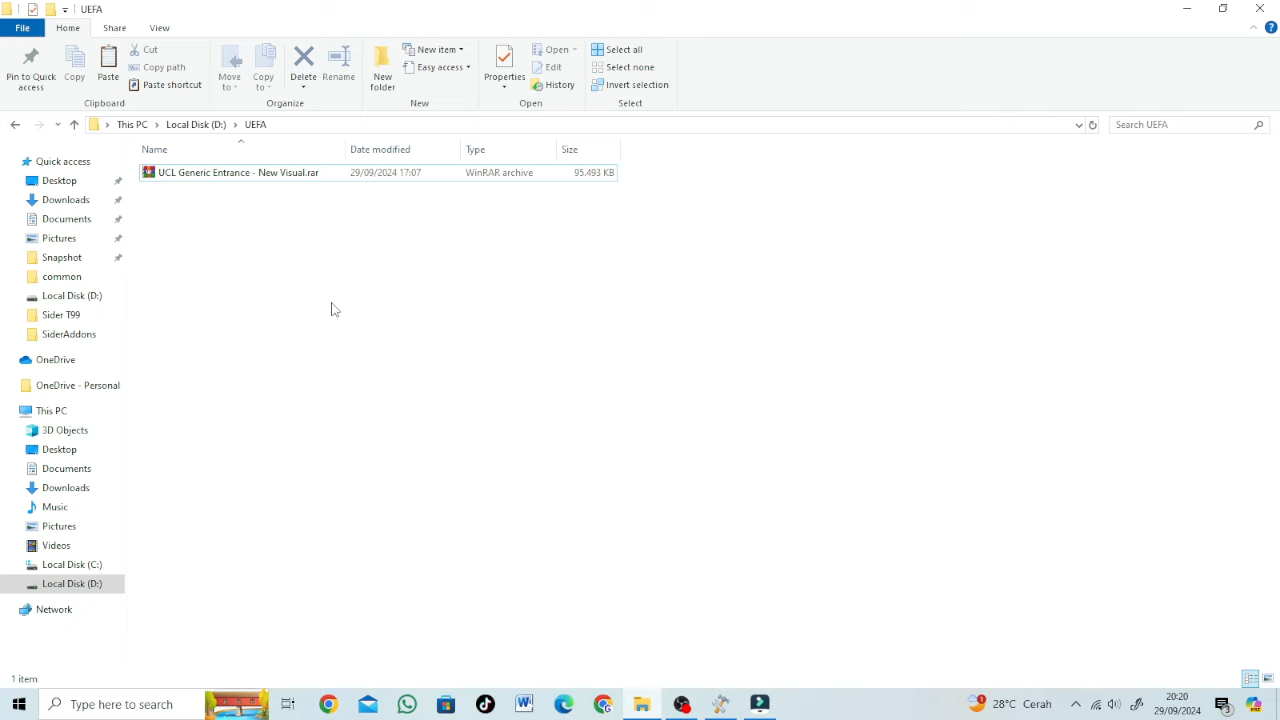 UEFA
File Home Share View
Pin to Quick access
Copy
Paste
Cut
Copy path
Paste shortcut
Clipboard
Move to
Copy to
Delete
Rename
Organize
New folder
New item
Easy access
New
Properties
Open
Edit
History
Open
Select all
Select none
Invert selection
Select
This PC > Local Disk (D:) > UEFA
Search UEFA
Name Date modified Type Size
UCL Generic Entrance - New Visual.rar 29/09/2024 17:07 WinRAR archive 95.493 KB
Quick access
Desktop
Downloads
Documents
Pictures
Snapshot
common
Local Disk (D:)
Sider T99
SiderAddons
OneDrive
OneDrive - Personal
This PC
3D Objects
Desktop
Documents
Downloads
Music
Pictures
Videos
Local Disk (C:)
Local Disk (D:)
Network
1 item
Type here to search
28°C Cerah
20:20
29/09/2024